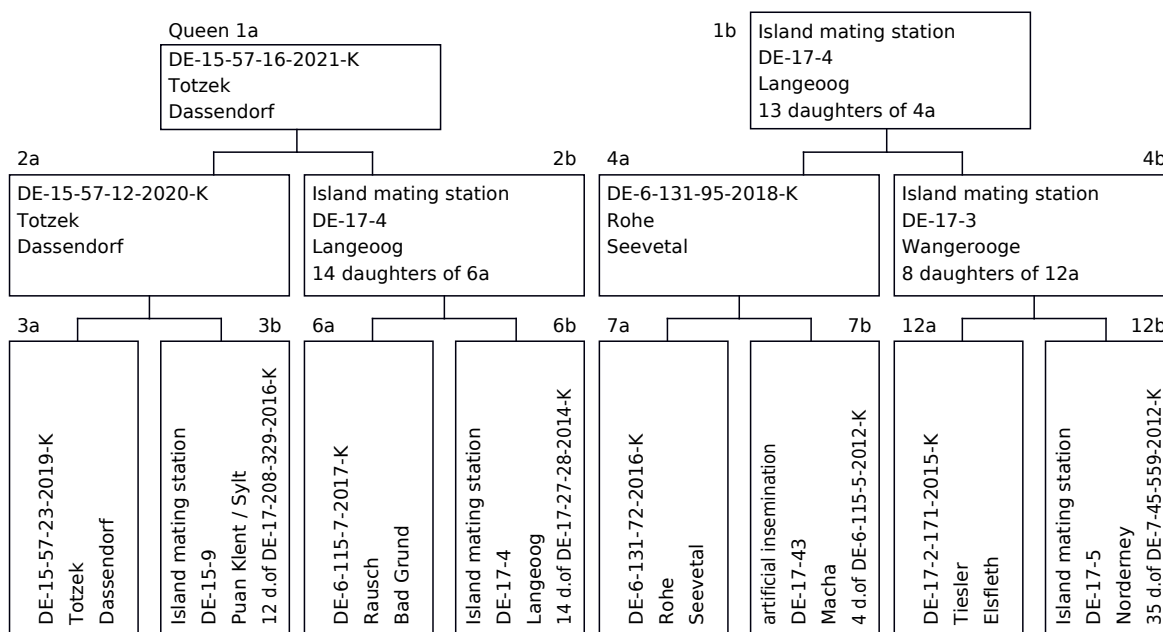 Queen 1a
DE-15-57-16-2021-K
Totzek
Dassendorf
1b
Island mating station
DE-17-4
Langeoog
13 daughters of 4a
2a
DE-15-57-12-2020-K
Totzek
Dassendorf
2b
Island mating station
DE-17-4
Langeoog
14 daughters of 6a
4a
DE-6-131-95-2018-K
Rohe
Seevetal
4b
Island mating station
DE-17-3
Wangerooge
8 daughters of 12a
3a
DE-15-57-23-2019-K
Totzek
Dassendorf
3b
Island mating station
DE-15-9
Puan Klent / Sylt
12 d.of DE-17-208-329-2016-K
6a
DE-6-115-7-2017-K
Rausch
Bad Grund
6b
Island mating station
DE-17-4
Langeoog
14 d.of DE-17-27-28-2014-K
7a
DE-6-131-72-2016-K
Rohe
Seevetal
7b
artificial insemination
DE-17-43
Macha
4 d.of DE-6-115-5-2012-K
12a
DE-17-2-171-2015-K
Tiesler
Elsfleth
12b
Island mating station
DE-17-5
Norderney
35 d.of DE-7-45-559-2012-K